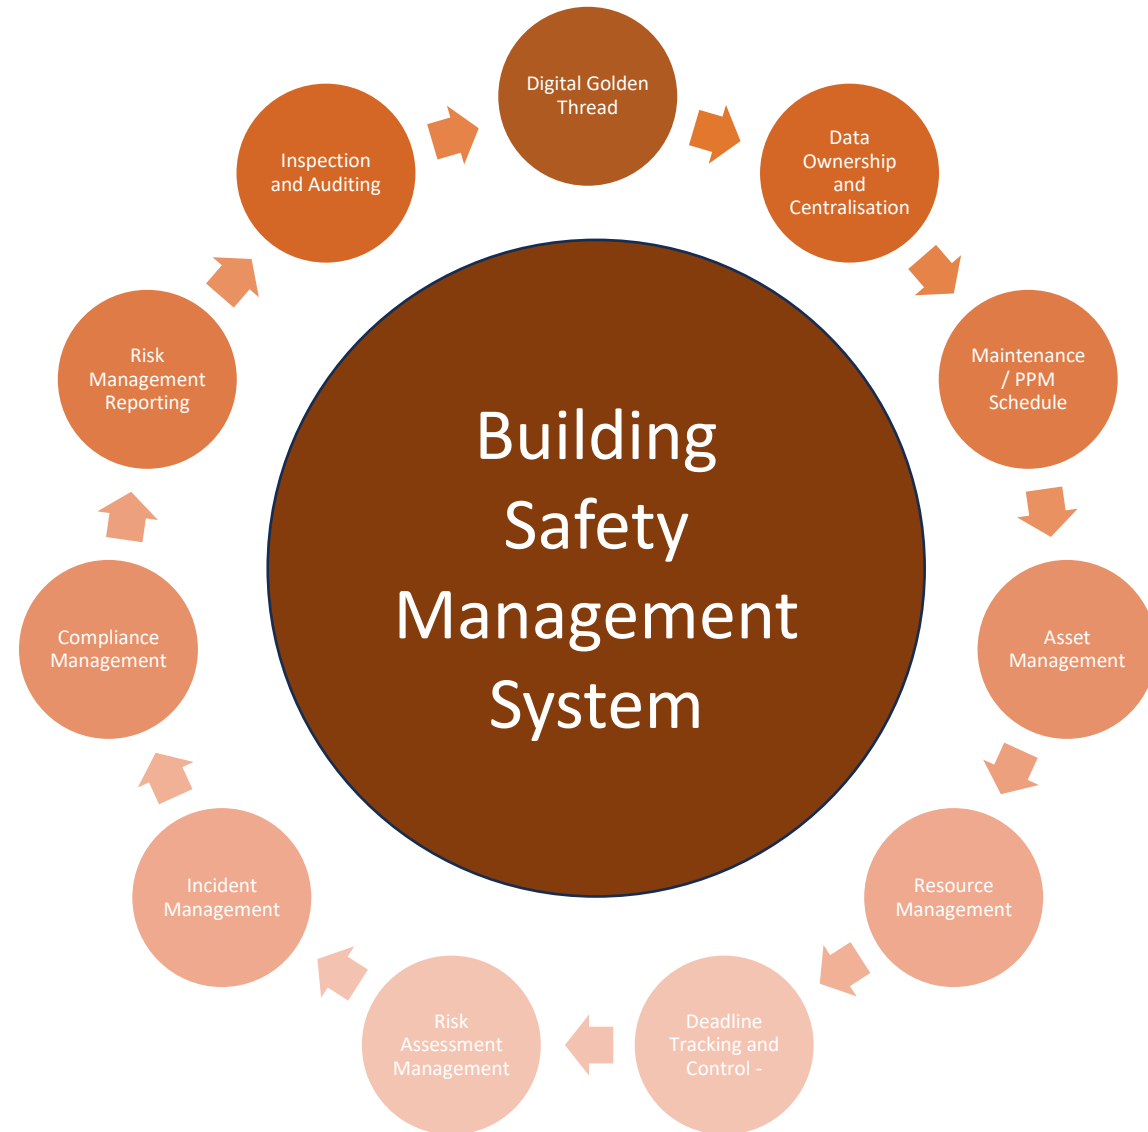 Digital Golden
Thread
Data
Ownership
and
Centralisation
Maintenance
/ PPM
Schedule
Asset
Management
Resource
Management
Deadline
Tracking and
Control -
Risk
Assessment
Management
Incident
Management
Compliance
Management
Risk
Management
Reporting
Inspection
and Auditing
Building
Safety
Management
System